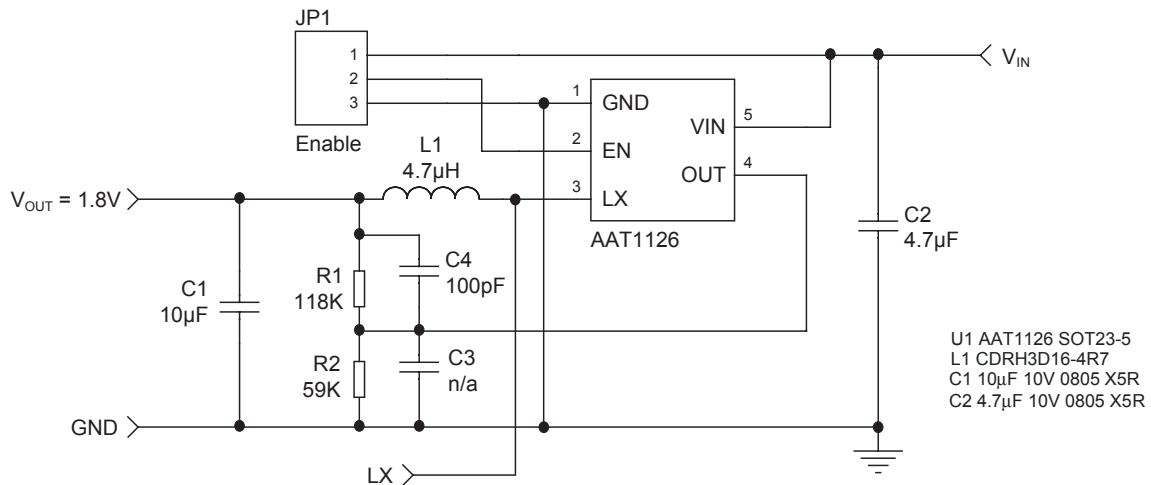 JP1
1
2
3
Enable
V_IN
1 GND
2 EN
3 LX
VIN 5
OUT 4
AAT1126
L1
4.7µH
V_OUT = 1.8V
C2
4.7µF
C4
100pF
R1
118K
C1
10µF
C3
n/a
R2
59K
GND
LX
U1 AAT1126 SOT23-5
L1 CDRH3D16-4R7
C1 10µF 10V 0805 X5R
C2 4.7µF 10V 0805 X5R